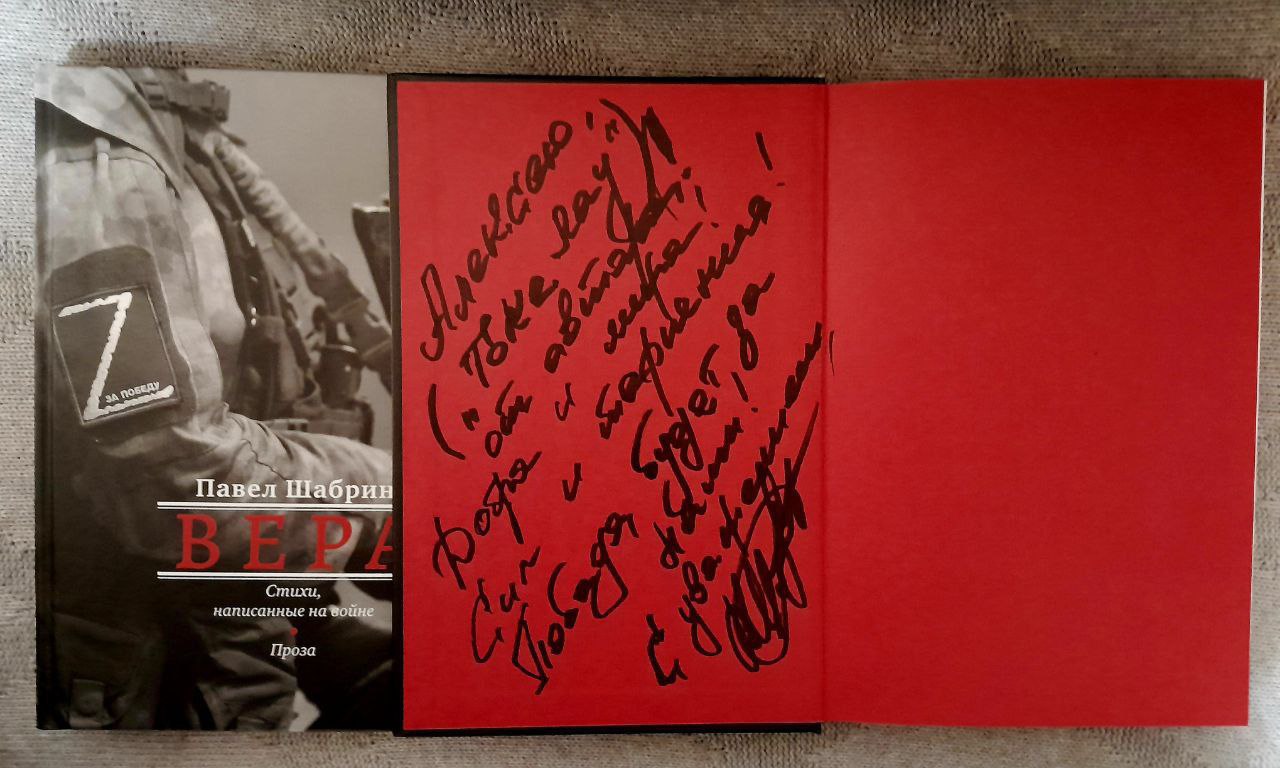 ЗА ПОБЕДУ
Павел Шабрин
ВЕРА
Стихи,
написанные на войне
Проза
Алексею
от автора!
Добра и мира!
Сил и терпения!
Победа будет за
нами!
С уважением,